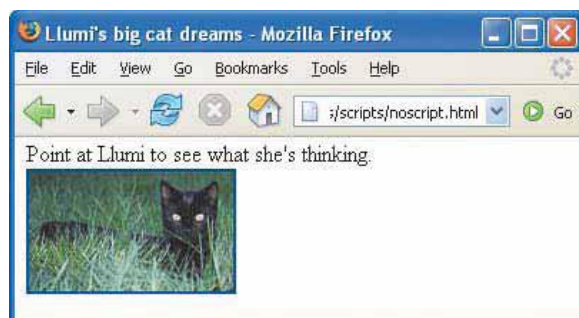 Llumi's big cat dreams - Mozilla Firefox
File Edit View Go Bookmarks Tools Help
:/scripts/noscript.html Go
Point at Llumi to see what she's thinking.